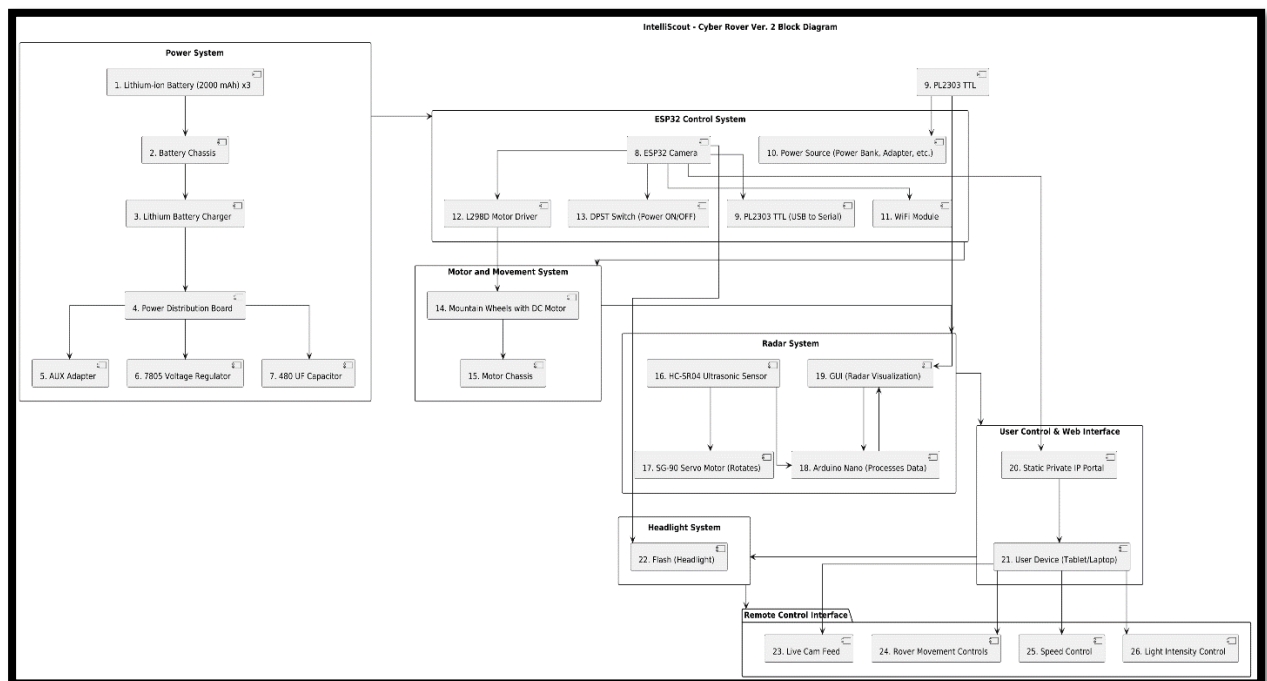 IntelliScout - Cyber Rover Ver. 2 Block Diagram
Power System
1. Lithium-ion Battery (2000 mAh) x3
2. Battery Chassis
3. Lithium Battery Charger
4. Power Distribution Board
5. AUX Adapter
6. 7805 Voltage Regulator
7. 480 UF Capacitor
9. PL2303 TTL
ESP32 Control System
8. ESP32 Camera
10. Power Source (Power Bank, Adapter, etc.)
12. L298D Motor Driver
13. DPST Switch (Power ON/OFF)
9. PL2303 TTL (USB to Serial)
11. WiFi Module
Motor and Movement System
14. Mountain Wheels with DC Motor
15. Motor Chassis
Radar System
16. HC-SR04 Ultrasonic Sensor
19. GUI (Radar Visualization)
17. SG-90 Servo Motor (Rotates)
18. Arduino Nano (Processes Data)
User Control & Web Interface
20. Static Private IP Portal
21. User Device (Tablet/Laptop)
Headlight System
22. Flash (Headlight)
Remote Control Interface
23. Live Cam Feed
24. Rover Movement Controls
25. Speed Control
26. Light Intensity Control